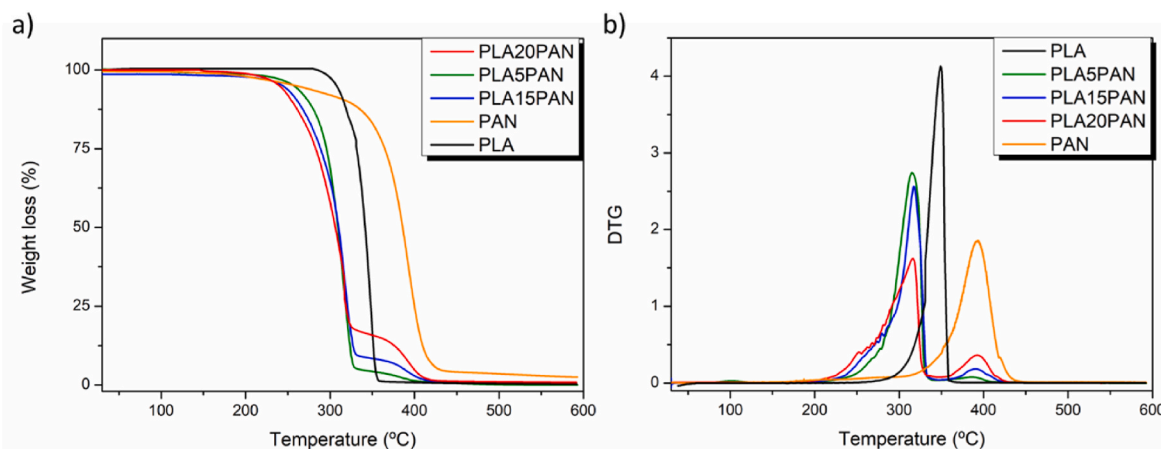 a)
PLA20PAN
PLA5PAN
PLA15PAN
PAN
PLA
100
75
50
25
0
Weight loss (%)
100
200
300
400
500
600
Temperature (ºC)
b)
PLA
PLA5PAN
PLA15PAN
PLA20PAN
PAN
4
3
2
1
0
DTG
100
200
300
400
500
600
Temperature (ºC)